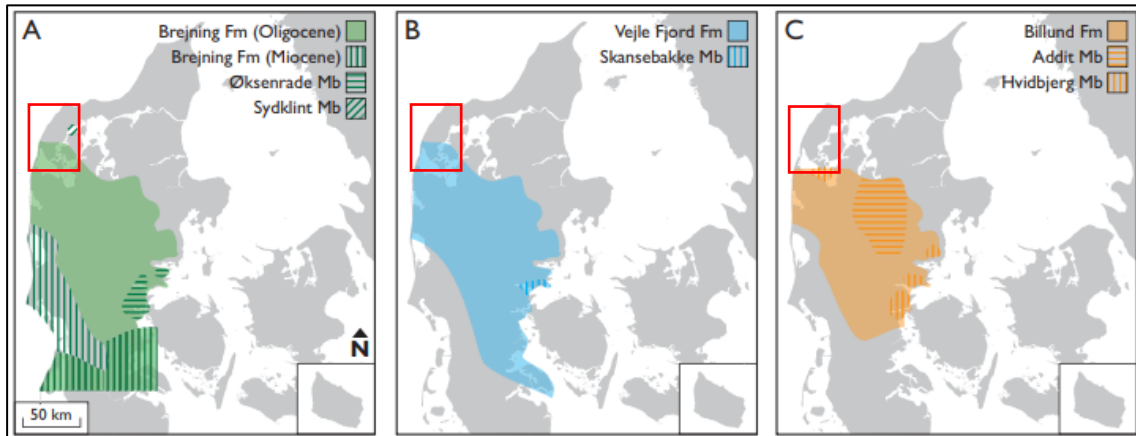 A
Brejning Fm (Oligocene)
Brejning Fm (Miocene)
Øksenrade Mb
Sydklint Mb
N
50 km
B
Vejle Fjord Fm
Skansebakke Mb
C
Billund Fm
Addit Mb
Hvidbjerg Mb